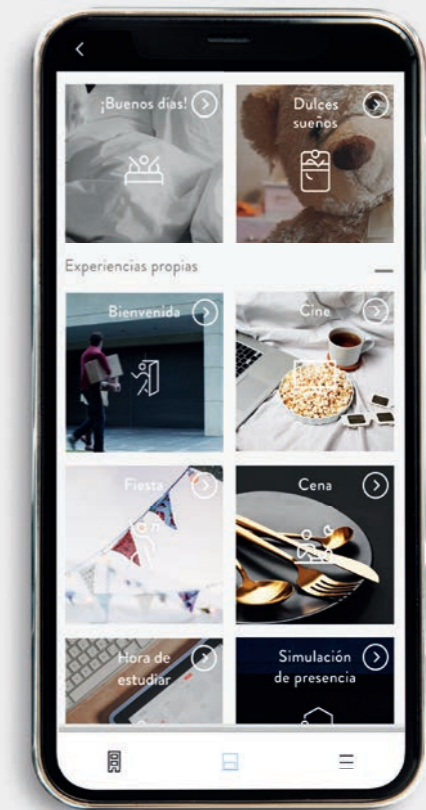 ¡Buenos días!
Dulces
sueños
Experiencias propias
Bienvenida
Cine
Fiesta
Cena
Hora de
estudiar
Simulación
de presencia